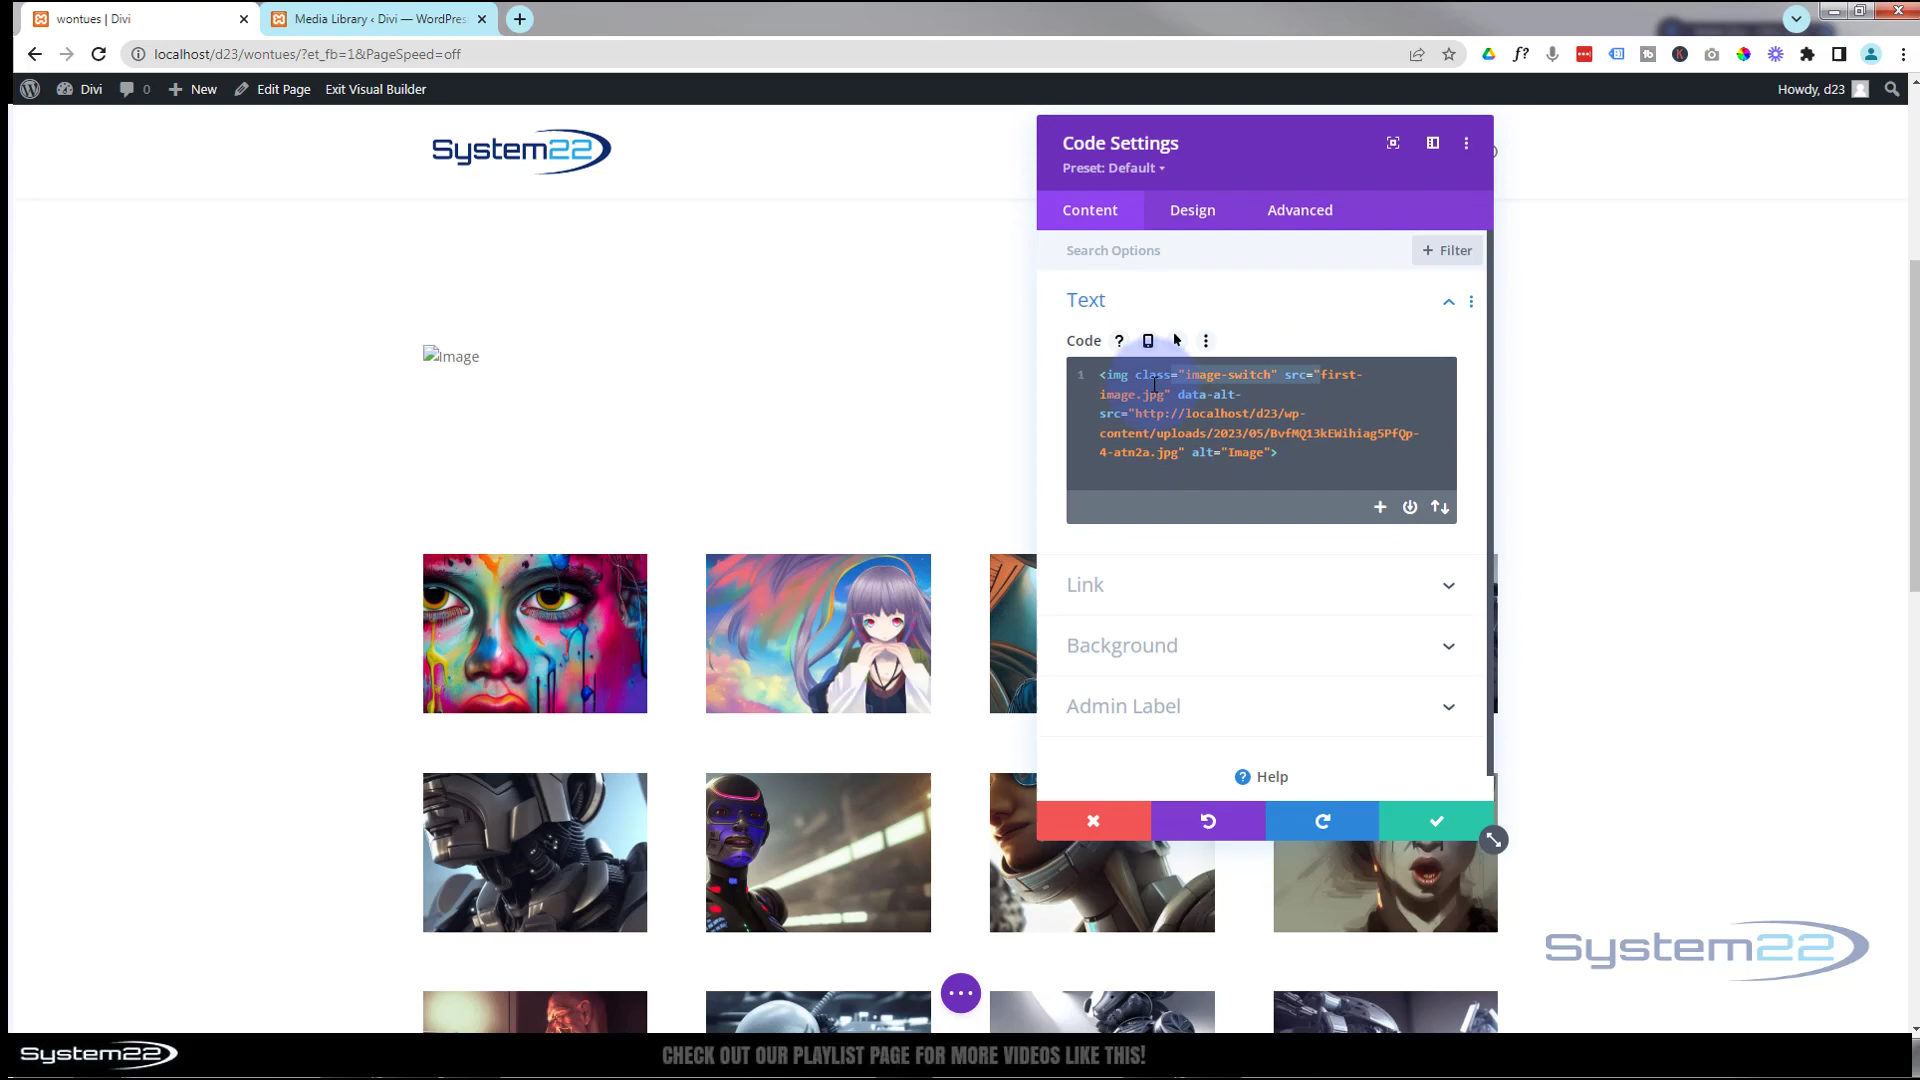 wontues | Divi
Media Library ‹ Divi — WordPres
localhost/d23/wontues/?et_fb=1&PageSpeed=off
Divi
0
New
Edit Page
Exit Visual Builder
Howdy, d23
System22
Code Settings
Preset: Default
Content
Design
Advanced
Search Options
+ Filter
Text
Code
1
<img class="image-switch" src="first-
image.jpg" data-alt-
src="http://localhost/d23/wp-
content/uploads/2023/05/BvfMQ13kEWihiag5PfQp-
4-atn2a.jpg" alt="Image">
Image
Link
Background
Admin Label
Help
System22
System22
CHECK OUT OUR PLAYLIST PAGE FOR MORE VIDEOS LIKE THIS!